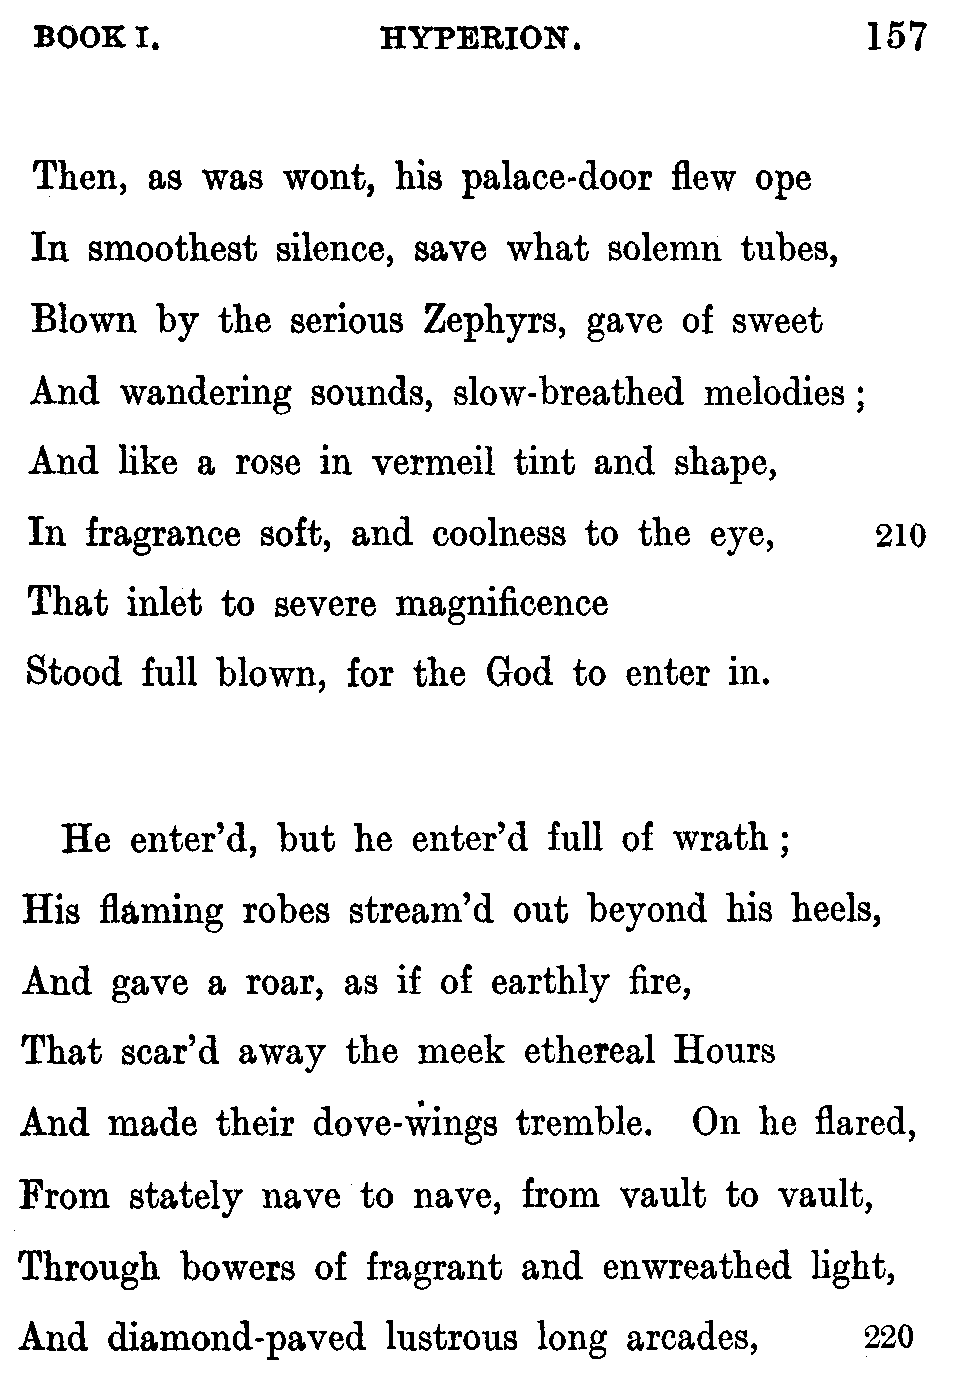 BOOK I. HYPERION. 157
Then, as was wont, his palace-door flew ope
In smoothest silence, save what solemn tubes,
Blown by the serious Zephyrs, gave of sweet
And wandering sounds, slow-breathed melodies ;
And like a rose in vermeil tint and shape,
In fragrance soft, and coolness to the eye, 210
That inlet to severe magnificence
Stood full blown, for the God to enter in.
He enter'd, but he enter'd full of wrath ;
His flaming robes stream'd out beyond his heels,
And gave a roar, as if of earthly fire,
That scar'd away the meek ethereal Hours
And made their dove-wings tremble. On he flared,
From stately nave to nave, from vault to vault,
Through bowers of fragrant and enwreathed light,
And diamond-paved lustrous long arcades, 220